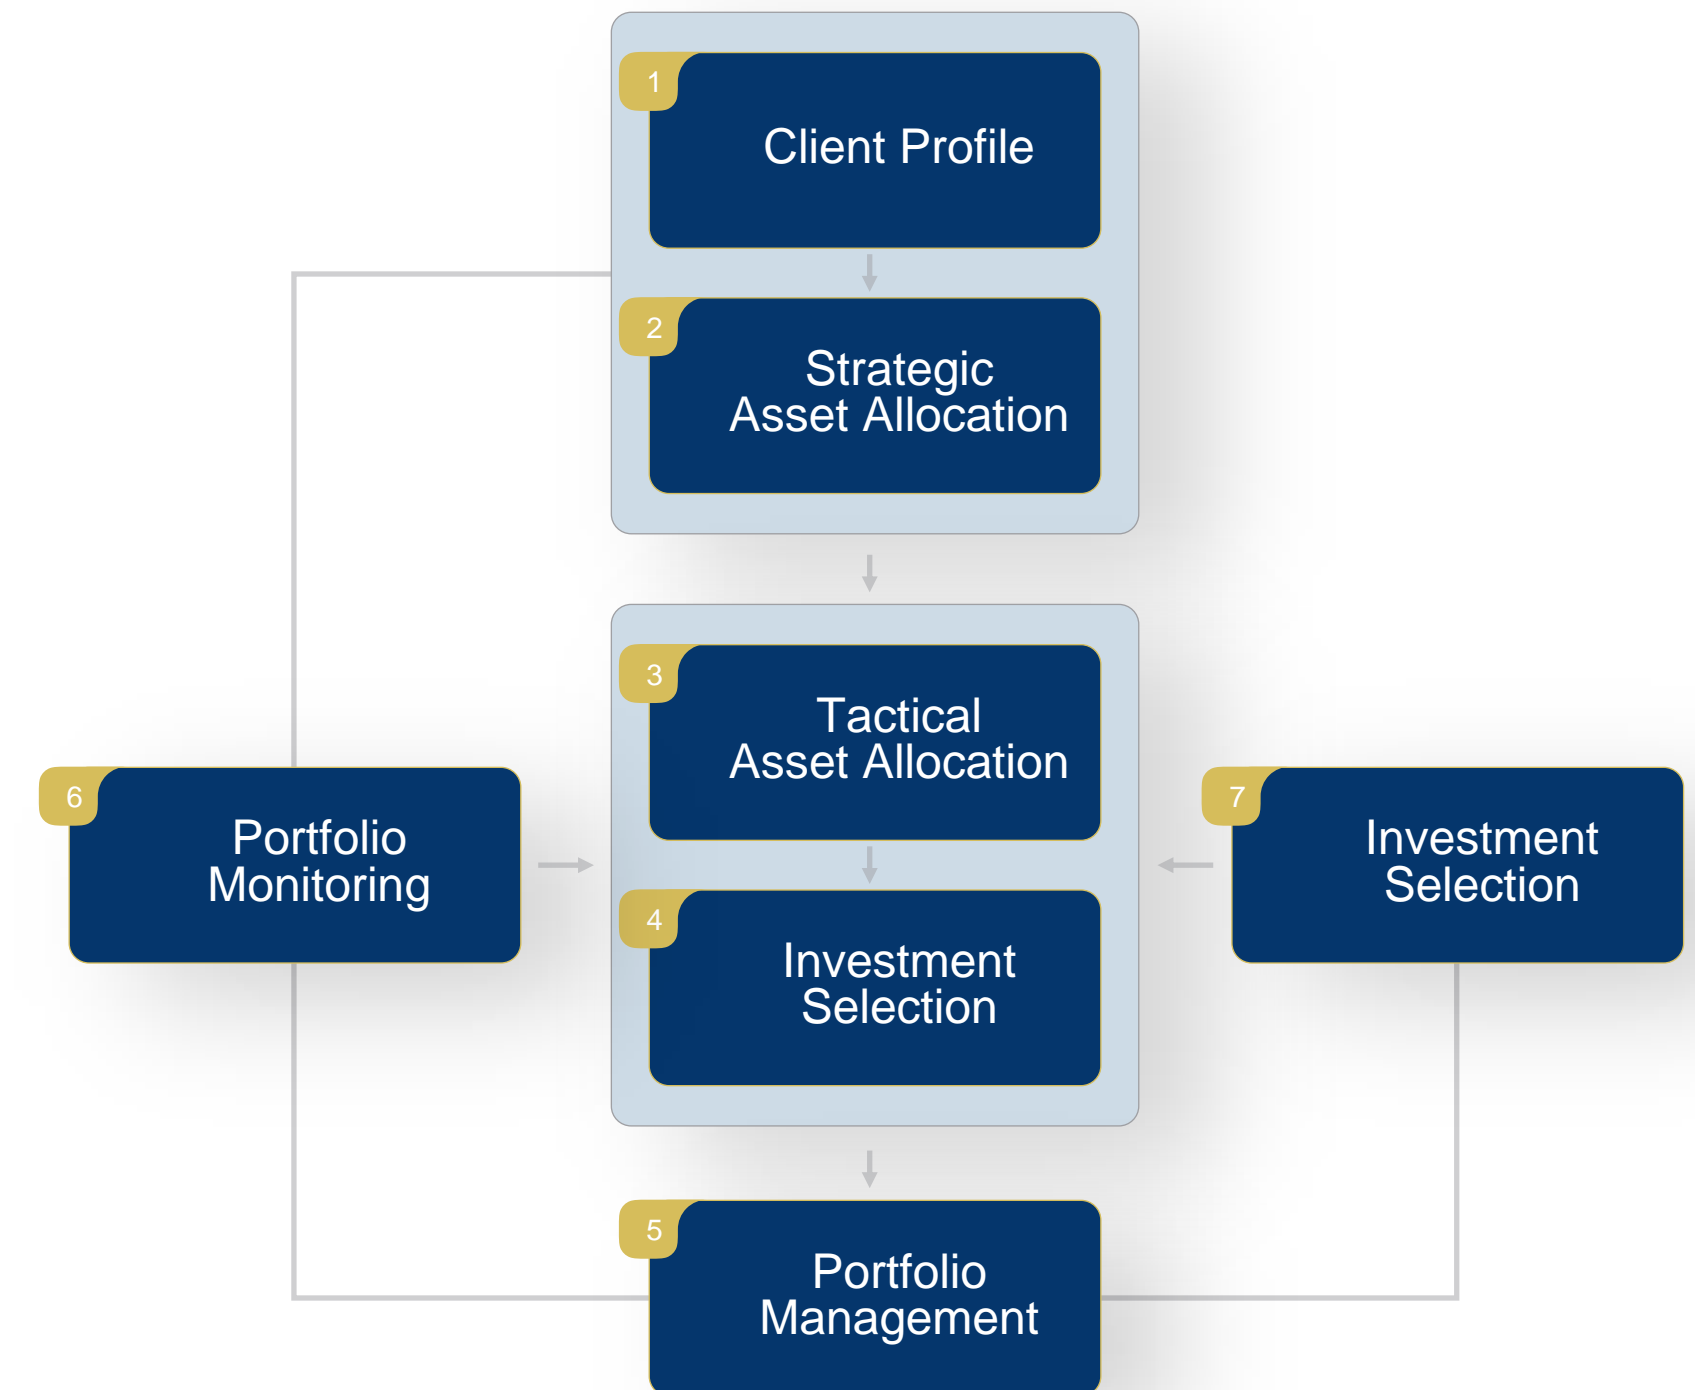 1
Client Profile
2
Strategic
Asset Allocation
3
Tactical
Asset Allocation
6
Portfolio
Monitoring
7
Investment
Selection
4
Investment
Selection
5
Portfolio
Management